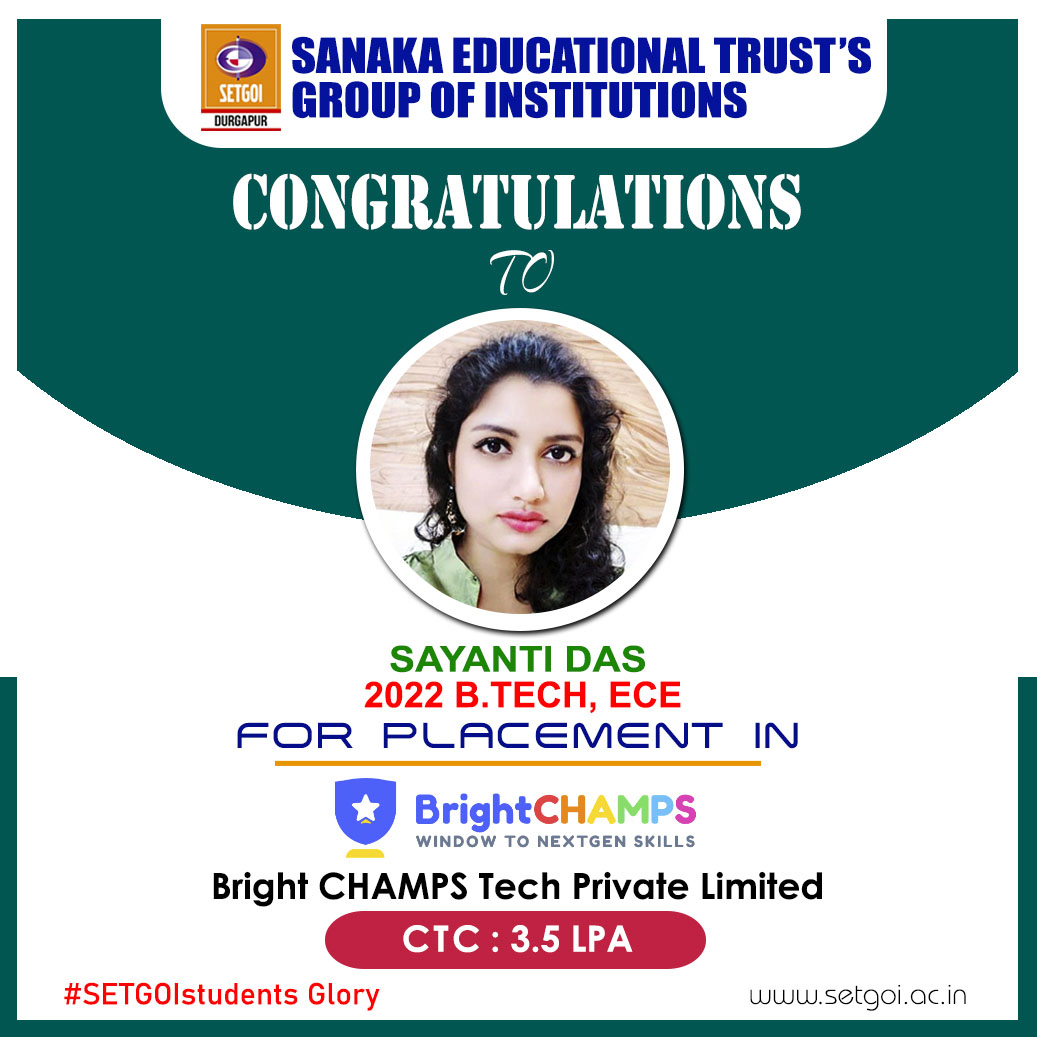 SETGOI
DURGAPUR
SANAKA EDUCATIONAL TRUST'S
GROUP OF INSTITUTIONS
CONGRATULATIONS
TO
SAYANTI DAS
2022 B.TECH, ECE
FOR PLACEMENT IN
BrightCHAMPS
WINDOW TO NEXTGEN SKILLS
Bright CHAMPS Tech Private Limited
CTC : 3.5 LPA
#SETGOIstudents Glory
www.setgoi.ac.in